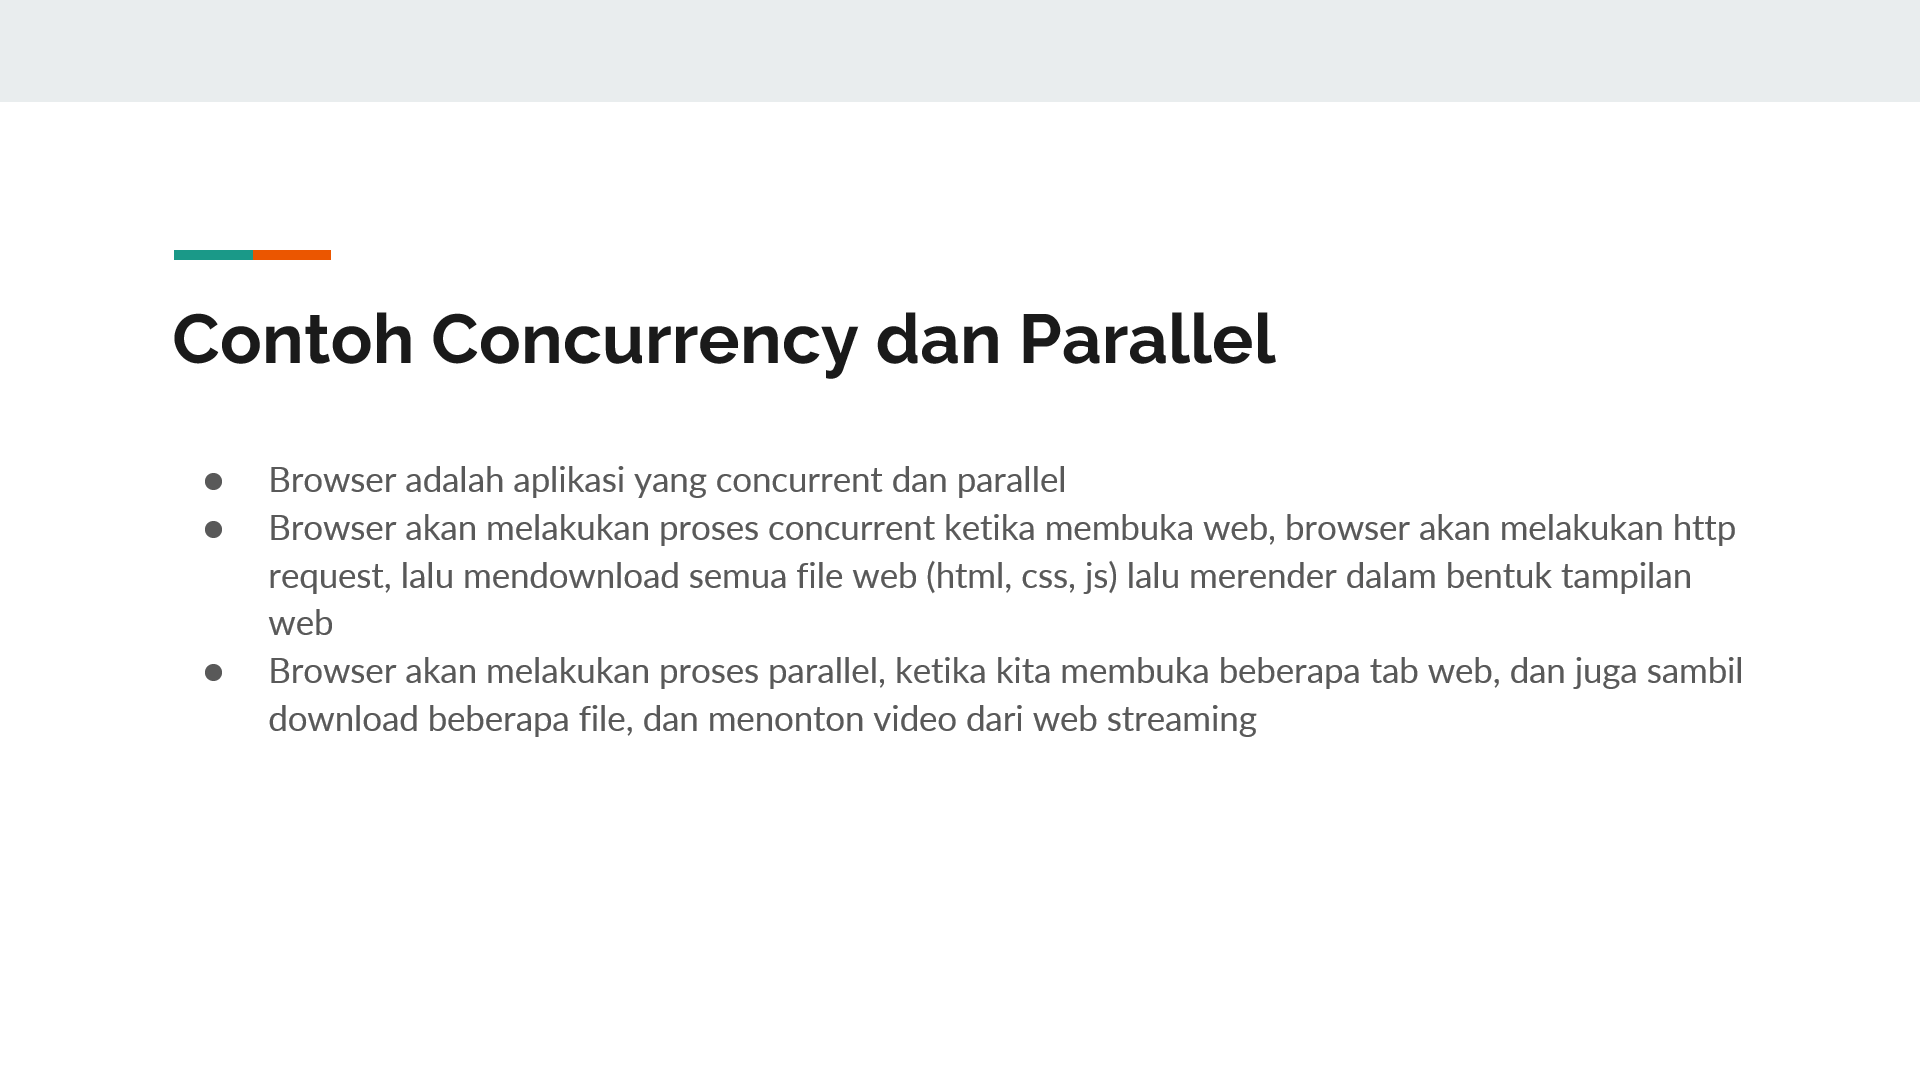 Contoh Concurrency dan Parallel
● Browser adalah aplikasi yang concurrent dan parallel
● Browser akan melakukan proses concurrent ketika membuka web, browser akan melakukan http
request, lalu mendownload semua file web (html, css, js) lalu merender dalam bentuk tampilan
web
● Browser akan melakukan proses parallel, ketika kita membuka beberapa tab web, dan juga sambil
download beberapa file, dan menonton video dari web streaming